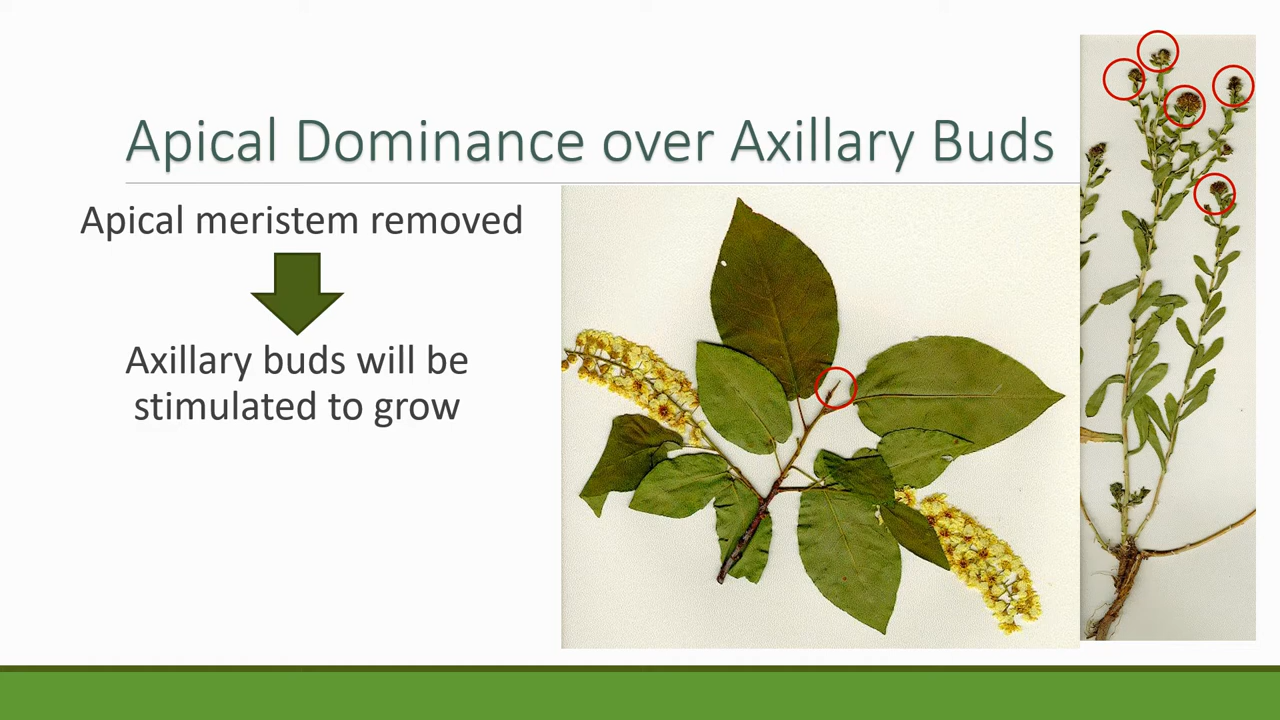 Apical Dominance over Axillary Buds
Apical meristem removed
Axillary buds will be
stimulated to grow